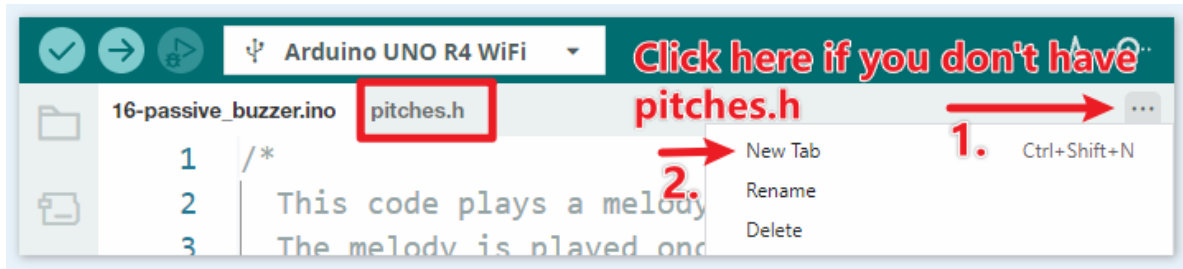 Arduino UNO R4 WiFi
Click here if you don't have
pitches.h
16-passive_buzzer.ino
pitches.h
1.
New Tab
Ctrl+Shift+N
2.
Rename
Delete
1
/*
2
This code plays a melody
3
The melody is played onc